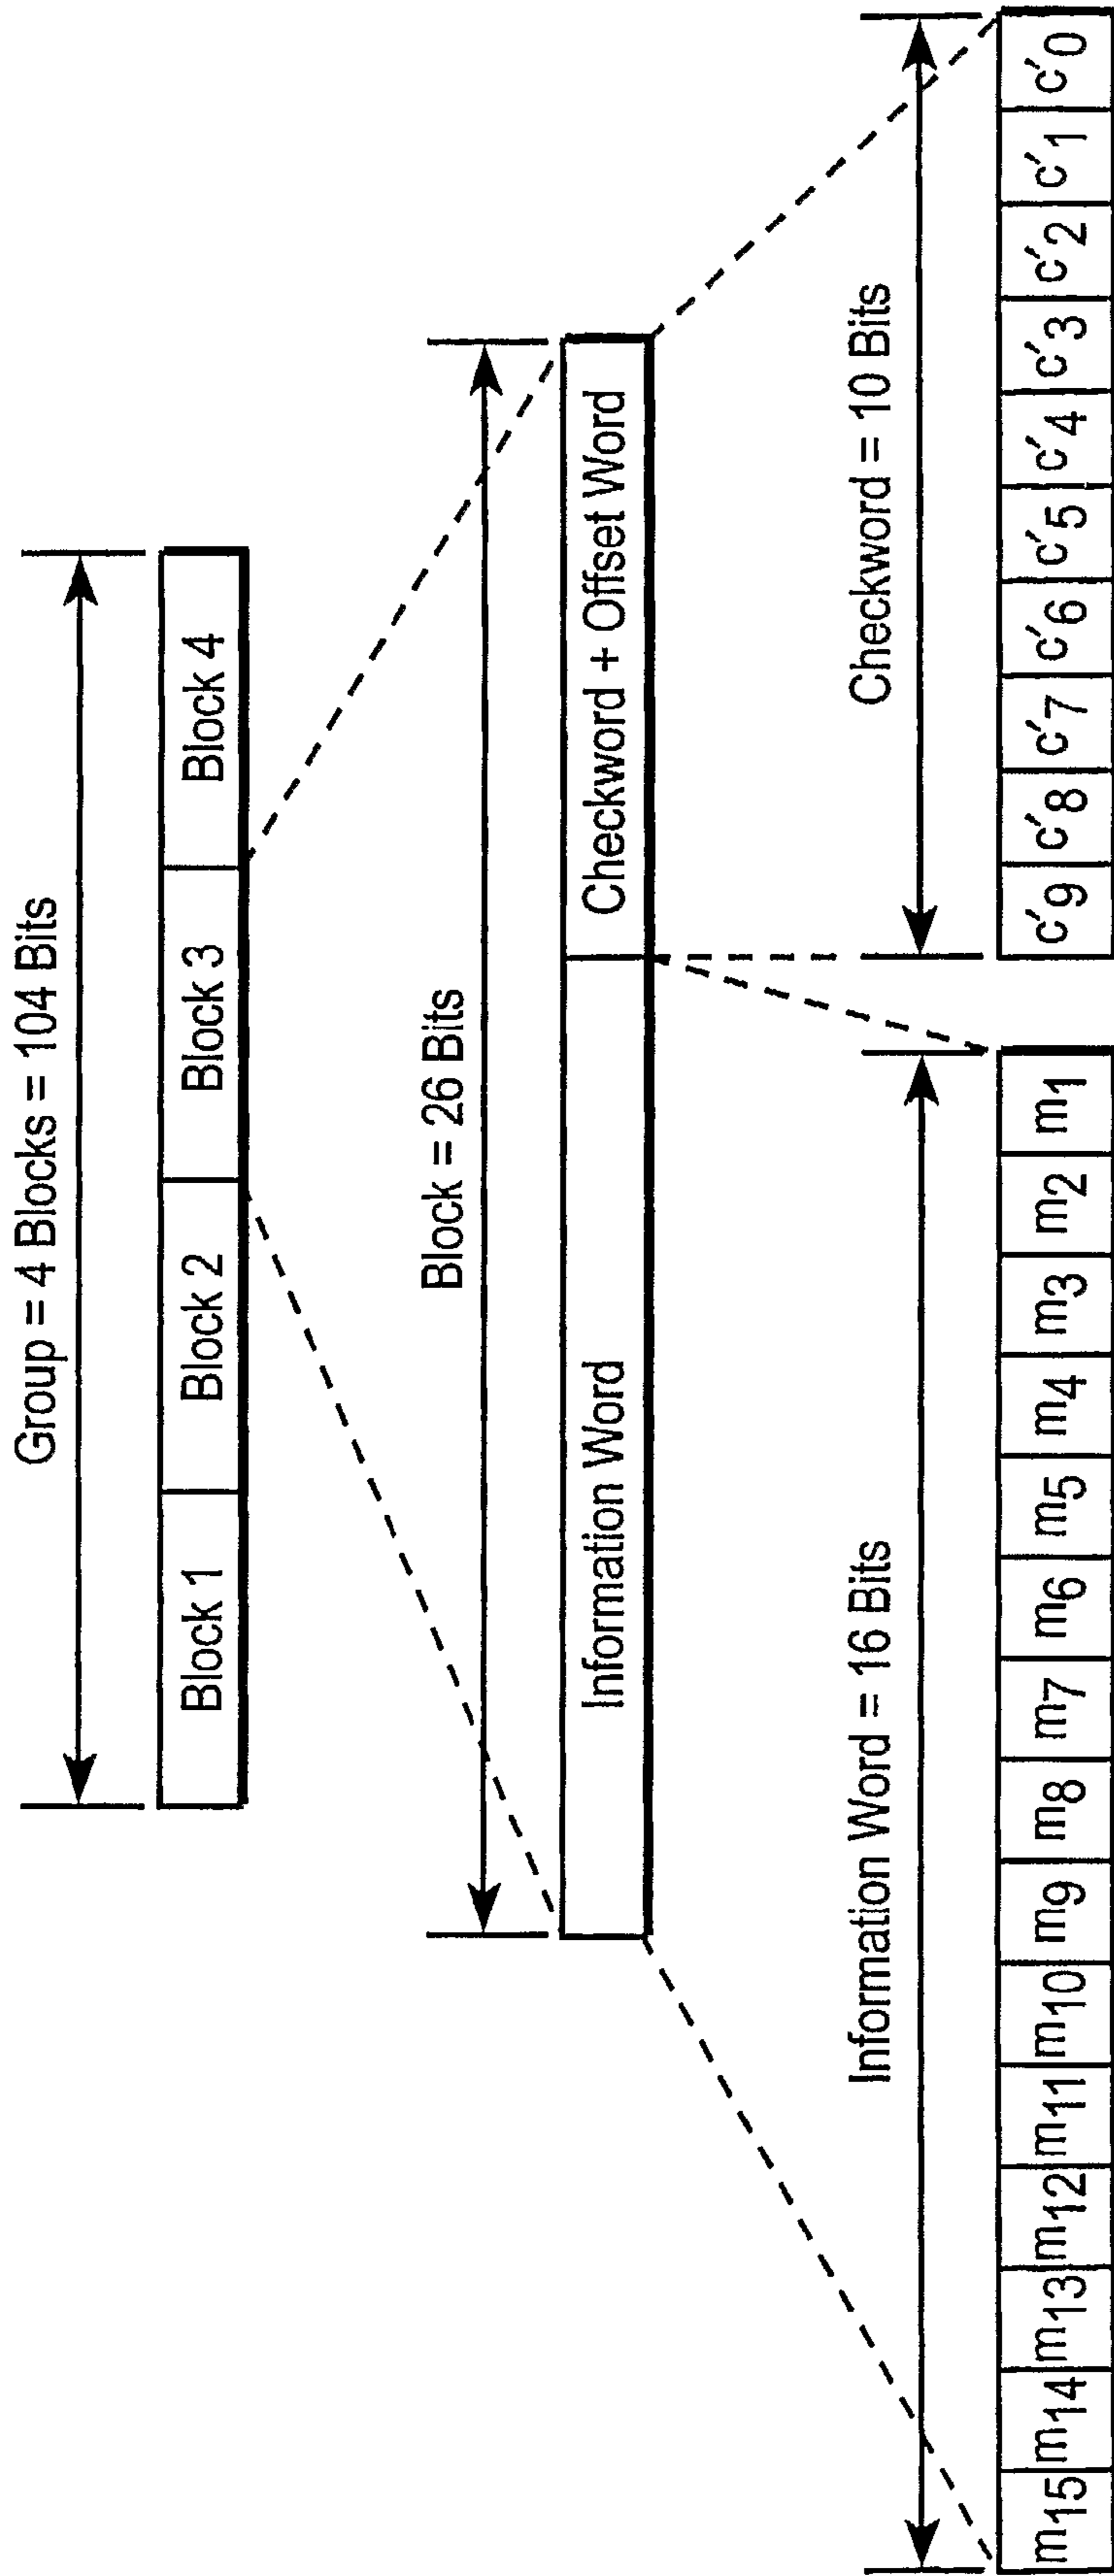 Group = 4 Blocks = 104 Bits
Block 1 Block 2 Block 3 Block 4
Block = 26 Bits
Information Word Checkword + Offset Word
Information Word = 16 Bits Checkword = 10 Bits
m15 m14 m13 m12 m11 m10 m9 m8 m7 m6 m5 m4 m3 m2 m1 c'9 c'8 c'7 c'6 c'5 c'4 c'3 c'2 c'1 c'0